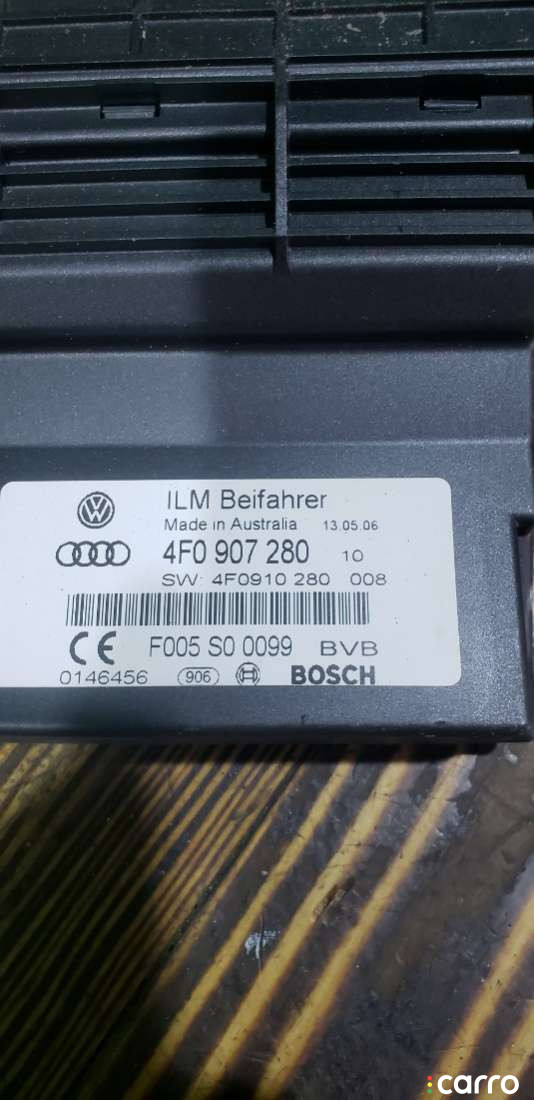 ILM Beifahrer
Made in Australia 13.05.06
4F0 907 280 10
SW: 4F0910 280 008
CE F005 S0 0099 BVB
0146456 906 BOSCH
carro